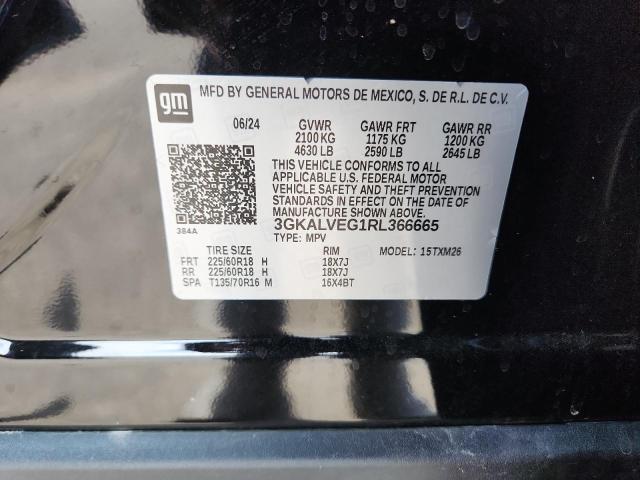 gm
MFD BY GENERAL MOTORS DE MEXICO, S. DE R.L. DE C.V.
06/24 GVWR GAWR FRT GAWR RR
2100 KG 1175 KG 1200 KG
4630 LB 2590 LB 2645 LB
THIS VEHICLE CONFORMS TO ALL
APPLICABLE U.S. FEDERAL MOTOR
VEHICLE SAFETY AND THEFT PREVENTION
STANDARDS IN EFFECT ON THE DATE OF
MANUFACTURE SHOWN ABOVE.
384A 3GKALVEG1RL366665
TYPE: MPV MODEL: 15TXM26
TIRE SIZE RIM
FRT 225/60R18 H 18X7J
RR 225/60R18 H 18X7J
SPA T135/70R16 M 16X4BT